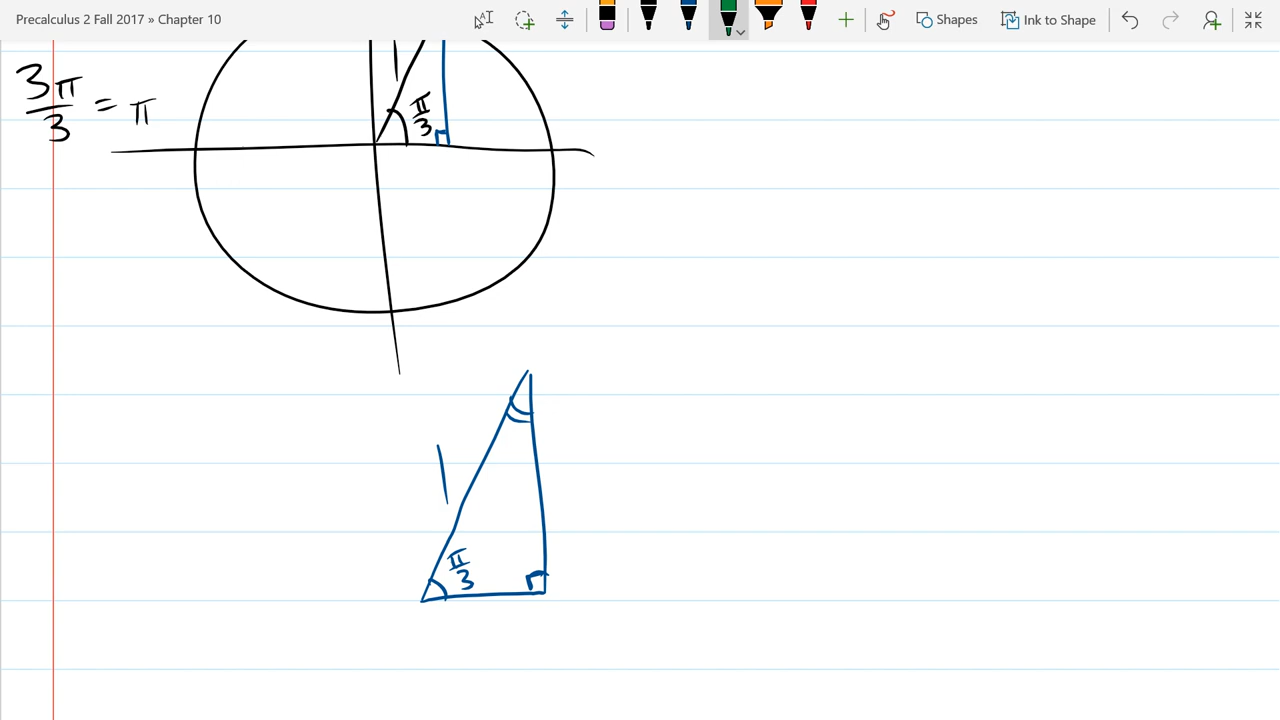 Precalculus 2 Fall 2017 » Chapter 10
Shapes
Ink to Shape
3π/3 = π
1
π/3
1
π/3